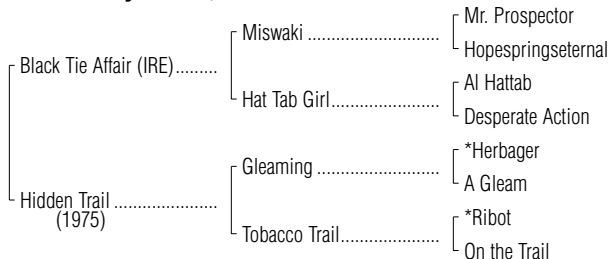 Mr. Prospector
Miswaki ..................
Hopespringseternal
Black Tie Affair (IRE).........
Al Hattab
Hat Tab Girl...................
Desperate Action
*Herbager
Gleaming .................
A Gleam
Hidden Trail ..................
(1975)
*Ribot
Tobacco Trail.................
On the Trail